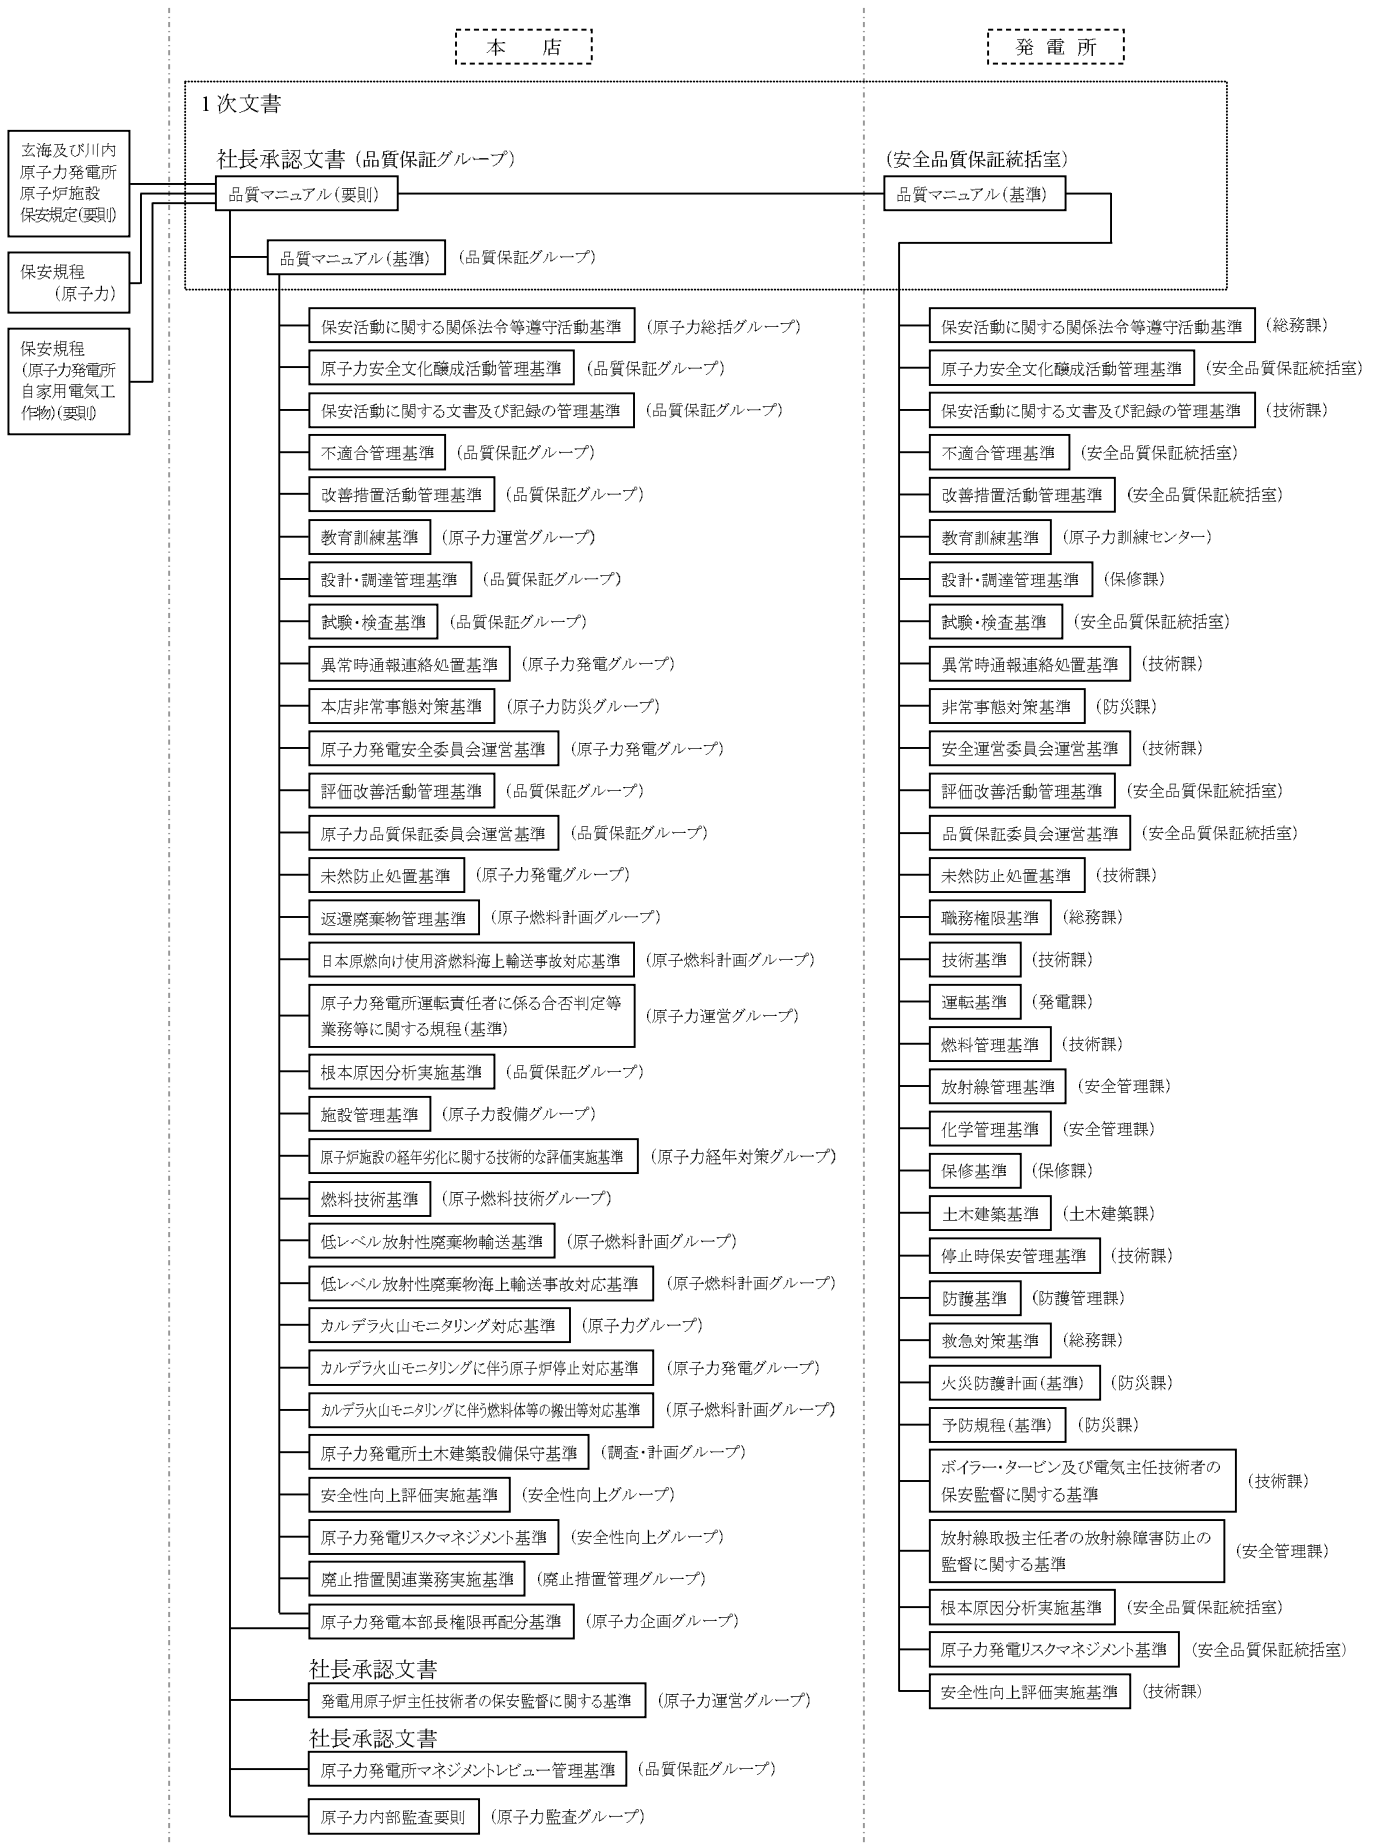 本　店
発 電 所
1 次文書
玄海及び川内
原子力発電所
原子炉施設
保安規定(要則)
保安規程
(原子力)
保安規程
(原子力発電所
自家用電気工
作物)(要則)
社長承認文書 (品質保証グループ)
品質マニュアル(要則)
(安全品質保証統括室)
品質マニュアル(基準)
品質マニュアル(基準) (品質保証グループ)
保安活動に関する関係法令等遵守活動基準 (原子力総括グループ)
原子力安全文化醸成活動管理基準 (品質保証グループ)
保安活動に関する文書及び記録の管理基準 (品質保証グループ)
不適合管理基準 (品質保証グループ)
改善措置活動管理基準 (品質保証グループ)
教育訓練基準 (原子力運営グループ)
設計・調達管理基準 (品質保証グループ)
試験・検査基準 (品質保証グループ)
異常時通報連絡処置基準 (原子力発電グループ)
本店非常事態対策基準 (原子力防災グループ)
原子力発電安全委員会運営基準 (原子力発電グループ)
評価改善活動管理基準 (品質保証グループ)
原子力品質保証委員会運営基準 (品質保証グループ)
未然防止処置基準 (原子力発電グループ)
返還廃棄物管理基準 (原子燃料計画グループ)
日本原燃向け使用済燃料海上輸送事故対応基準 (原子燃料計画グループ)
原子力発電所運転責任者に係る合否判定等
業務等に関する規程(基準) (原子力運営グループ)
根本原因分析実施基準 (品質保証グループ)
施設管理基準 (原子力設備グループ)
原子炉施設の経年劣化に関する技術的な評価実施基準 (原子力経年対策グループ)
燃料技術基準 (原子燃料技術グループ)
低レベル放射性廃棄物輸送基準 (原子燃料計画グループ)
低レベル放射性廃棄物海上輸送事故対応基準 (原子燃料計画グループ)
カルデラ火山モニタリング対応基準 (原子力グループ)
カルデラ火山モニタリングに伴う原子炉停止対応基準 (原子力発電グループ)
カルデラ火山モニタリングに伴う燃料体等の搬出等対応基準 (原子燃料計画グループ)
原子力発電所土木建築設備保守基準 (調査・計画グループ)
安全性向上評価実施基準 (安全性向上グループ)
原子力発電リスクマネジメント基準 (安全性向上グループ)
廃止措置関連業務実施基準 (廃止措置管理グループ)
原子力発電本部長権限再配分基準 (原子力企画グループ)
社長承認文書
発電用原子炉主任技術者の保安監督に関する基準 (原子力運営グループ)
社長承認文書
原子力発電所マネジメントレビュー管理基準 (品質保証グループ)
原子力内部監査要則 (原子力監査グループ)
保安活動に関する関係法令等遵守活動基準 (総務課)
原子力安全文化醸成活動管理基準 (安全品質保証統括室)
保安活動に関する文書及び記録の管理基準 (技術課)
不適合管理基準 (安全品質保証統括室)
改善措置活動管理基準 (安全品質保証統括室)
教育訓練基準 (原子力訓練センター)
設計・調達管理基準 (保修課)
試験・検査基準 (安全品質保証統括室)
異常時通報連絡処置基準 (技術課)
非常事態対策基準 (防災課)
安全運営委員会運営基準 (技術課)
評価改善活動管理基準 (安全品質保証統括室)
品質保証委員会運営基準 (安全品質保証統括室)
未然防止処置基準 (技術課)
職務権限基準 (総務課)
技術基準 (技術課)
運転基準 (発電課)
燃料管理基準 (技術課)
放射線管理基準 (安全管理課)
化学管理基準 (安全管理課)
保修基準 (保修課)
土木建築基準 (土木建築課)
停止時保安管理基準 (技術課)
防護基準 (防護管理課)
救急対策基準 (総務課)
火災防護計画(基準) (防災課)
予防規程(基準) (防災課)
ボイラー・タービン及び電気主任技術者の
保安監督に関する基準 (技術課)
放射線取扱主任者の放射線障害防止の
監督に関する基準 (安全管理課)
根本原因分析実施基準 (安全品質保証統括室)
原子力発電リスクマネジメント基準 (安全品質保証統括室)
安全性向上評価実施基準 (技術課)